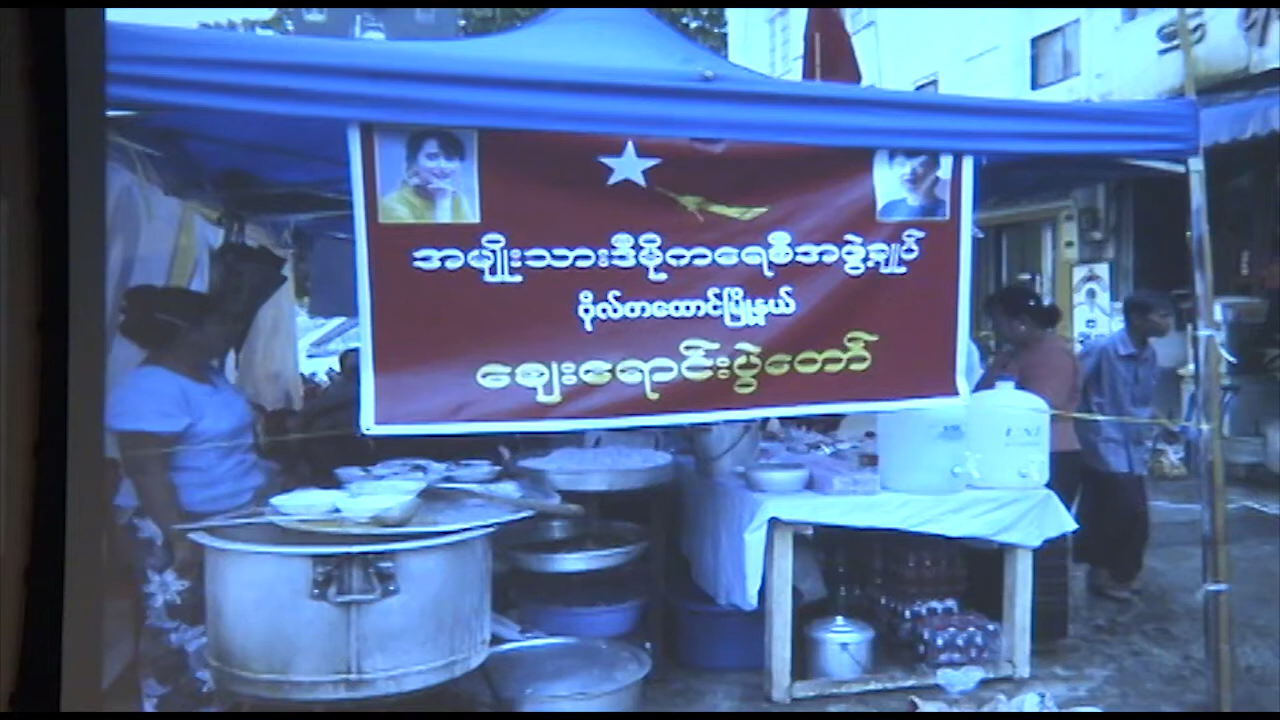 အမျိုးသားဒီမိုကရေစီအဖွဲ့ချုပ်
ဗိုလ်တထောင်မြို့နယ်
ဈေးရောင်းပွဲတော်